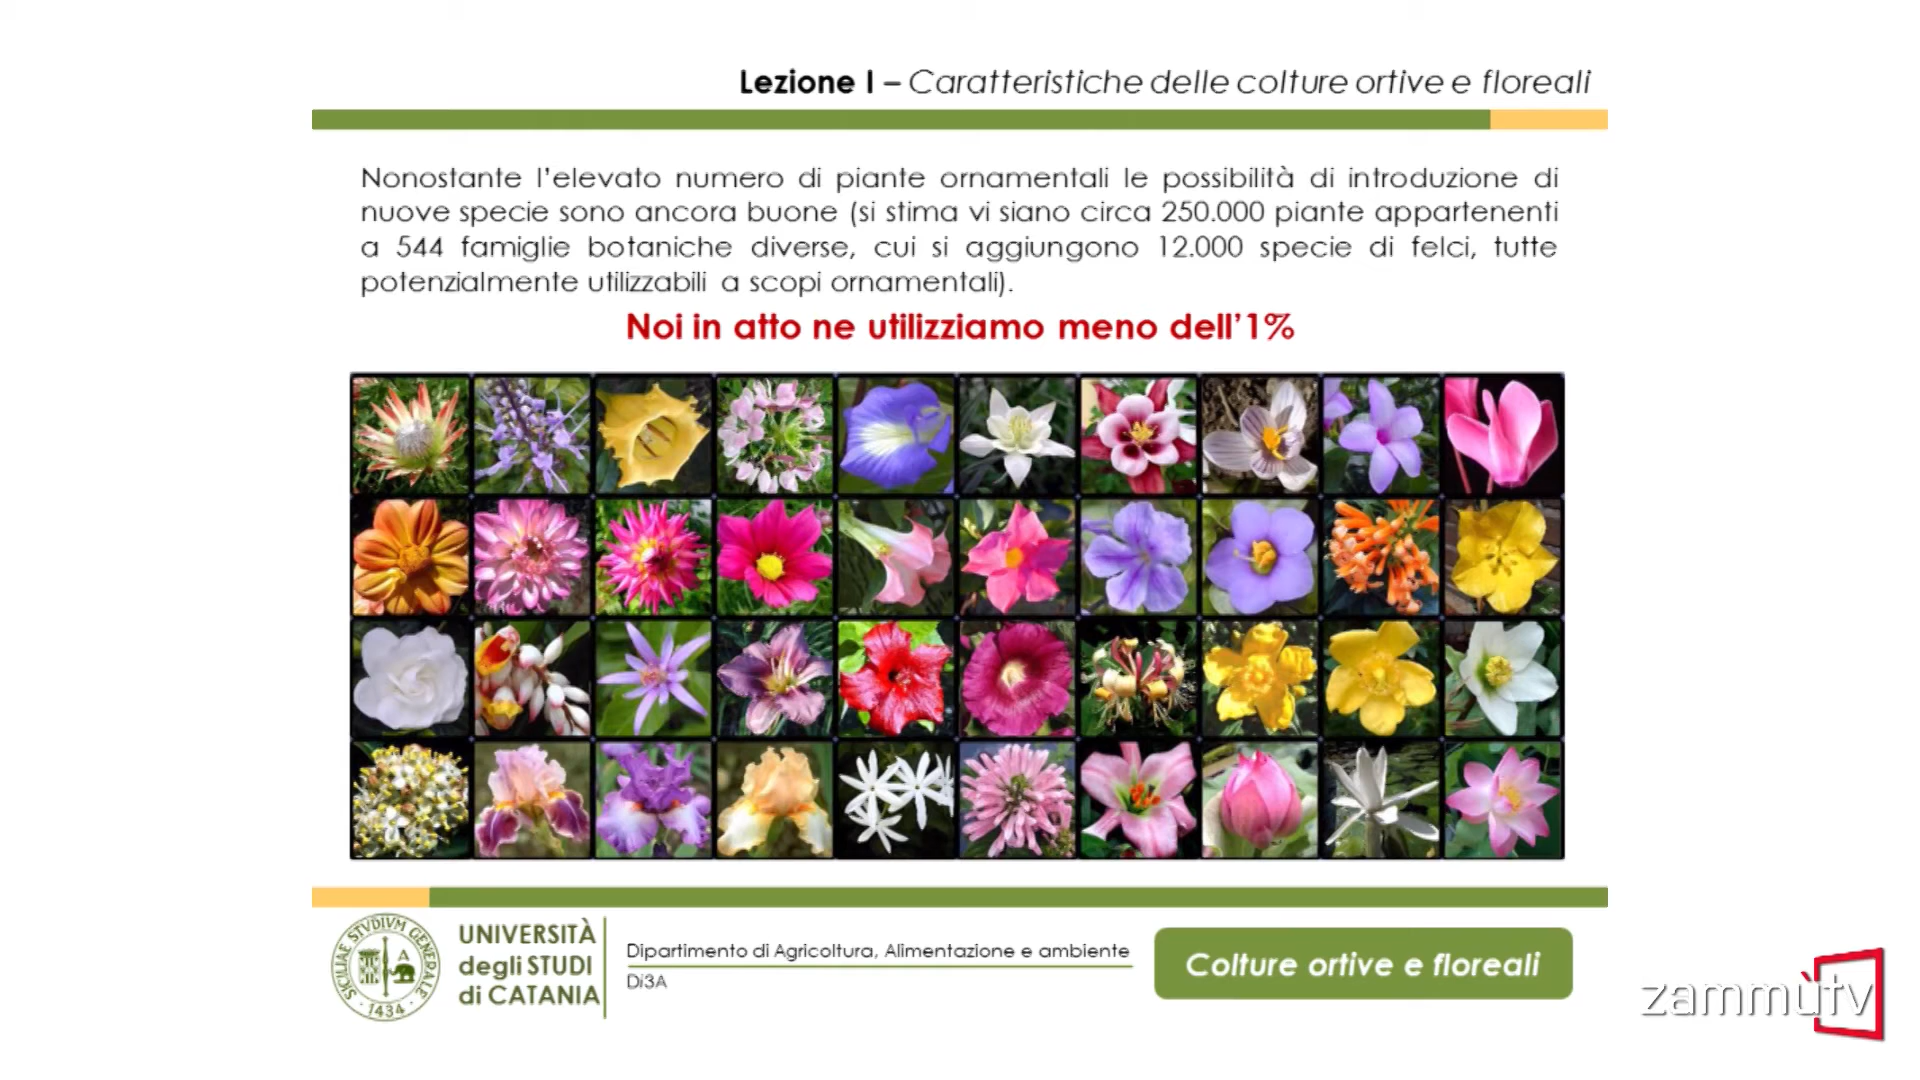 Lezione I – Caratteristiche delle colture ortive e floreali
Nonostante l'elevato numero di piante ornamentali le possibilità di introduzione di
nuove specie sono ancora buone (si stima vi siano circa 250.000 piante appartenenti
a 544 famiglie botaniche diverse, cui si aggiungono 12.000 specie di felci, tutte
potenzialmente utilizzabili a scopi ornamentali).
Noi in atto ne utilizziamo meno dell'1%
SICILIAE STVDIVM GENERALE
A
1434
UNIVERSITÀ
degli STUDI
di CATANIA
Dipartimento di Agricoltura, Alimentazione e ambiente
Di3A
Colture ortive e floreali
zammùtv